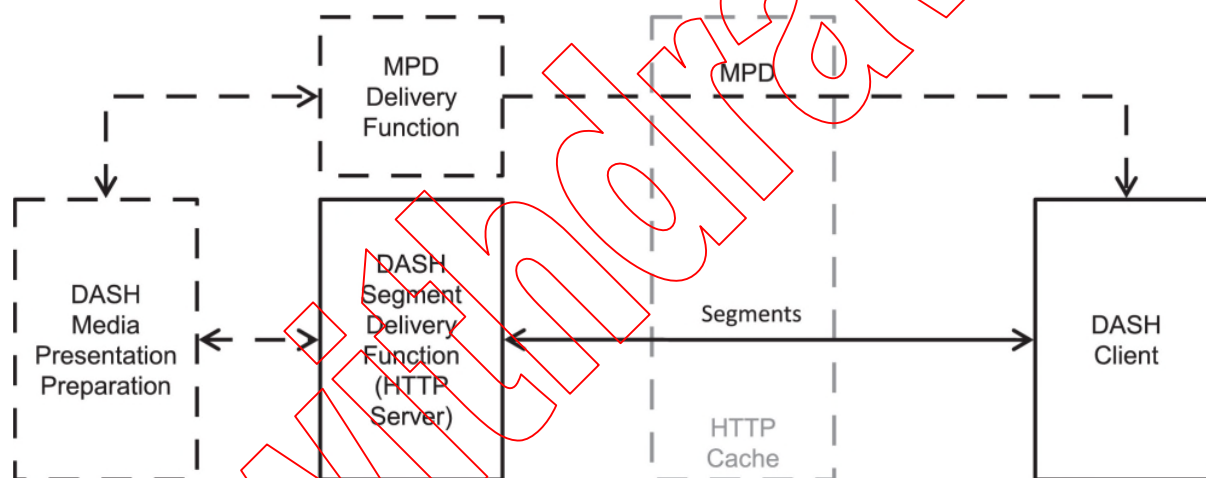 MPD
Delivery
Function
MPD
DASH
Media
Presentation
Preparation
DASH
Segment
Delivery
Function
(HTTP
Server)
Segments
HTTP
Cache
DASH
Client